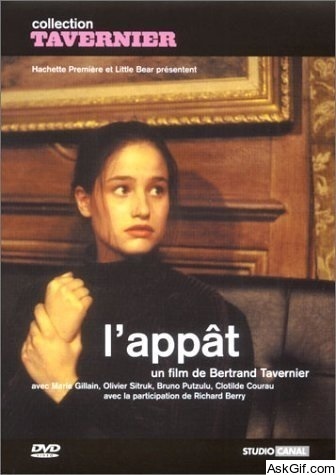 collection
TAVERNIER
Hachette Première et Little Bear présentent
l'appât
un film de Bertrand Tavernier
avec Marie Gillain, Olivier Sitruk, Bruno Putzulu, Clotilde Courau
avec la participation de Richard Berry
DVD
VIDEO
STUDIO CANAL
AskGif.com